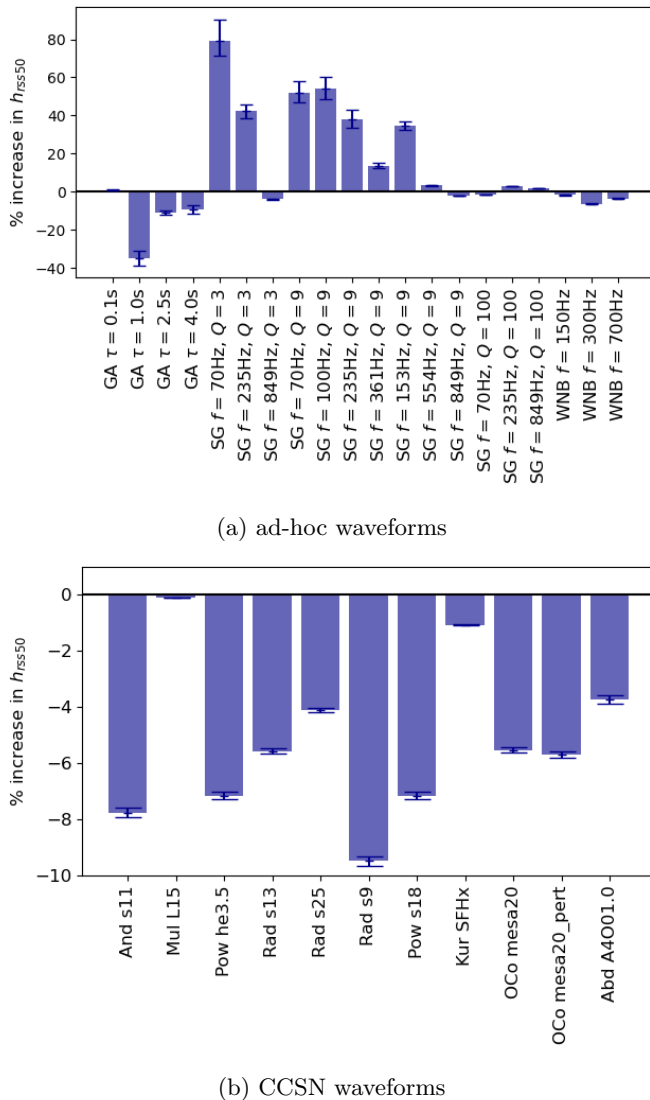 % increase in hrss50
80
60
40
20
0
−20
−40
GA τ = 0.1s
GA τ = 1.0s
GA τ = 2.5s
GA τ = 4.0s
SG f = 70Hz, Q = 3
SG f = 235Hz, Q = 3
SG f = 849Hz, Q = 3
SG f = 70Hz, Q = 9
SG f = 100Hz, Q = 9
SG f = 235Hz, Q = 9
SG f = 361Hz, Q = 9
SG f = 153Hz, Q = 9
SG f = 554Hz, Q = 9
SG f = 849Hz, Q = 9
SG f = 70Hz, Q = 100
SG f = 235Hz, Q = 100
SG f = 849Hz, Q = 100
WNB f = 150Hz
WNB f = 300Hz
WNB f = 700Hz
(a) ad-hoc waveforms
% increase in hrss50
0
−2
−4
−6
−8
−10
And s11
Mul L15
Pow he3.5
Rad s13
Rad s25
Rad s9
Pow s18
Kur SFHx
OCo mesa20
OCo mesa20_pert
Abd A4O01.0
(b) CCSN waveforms